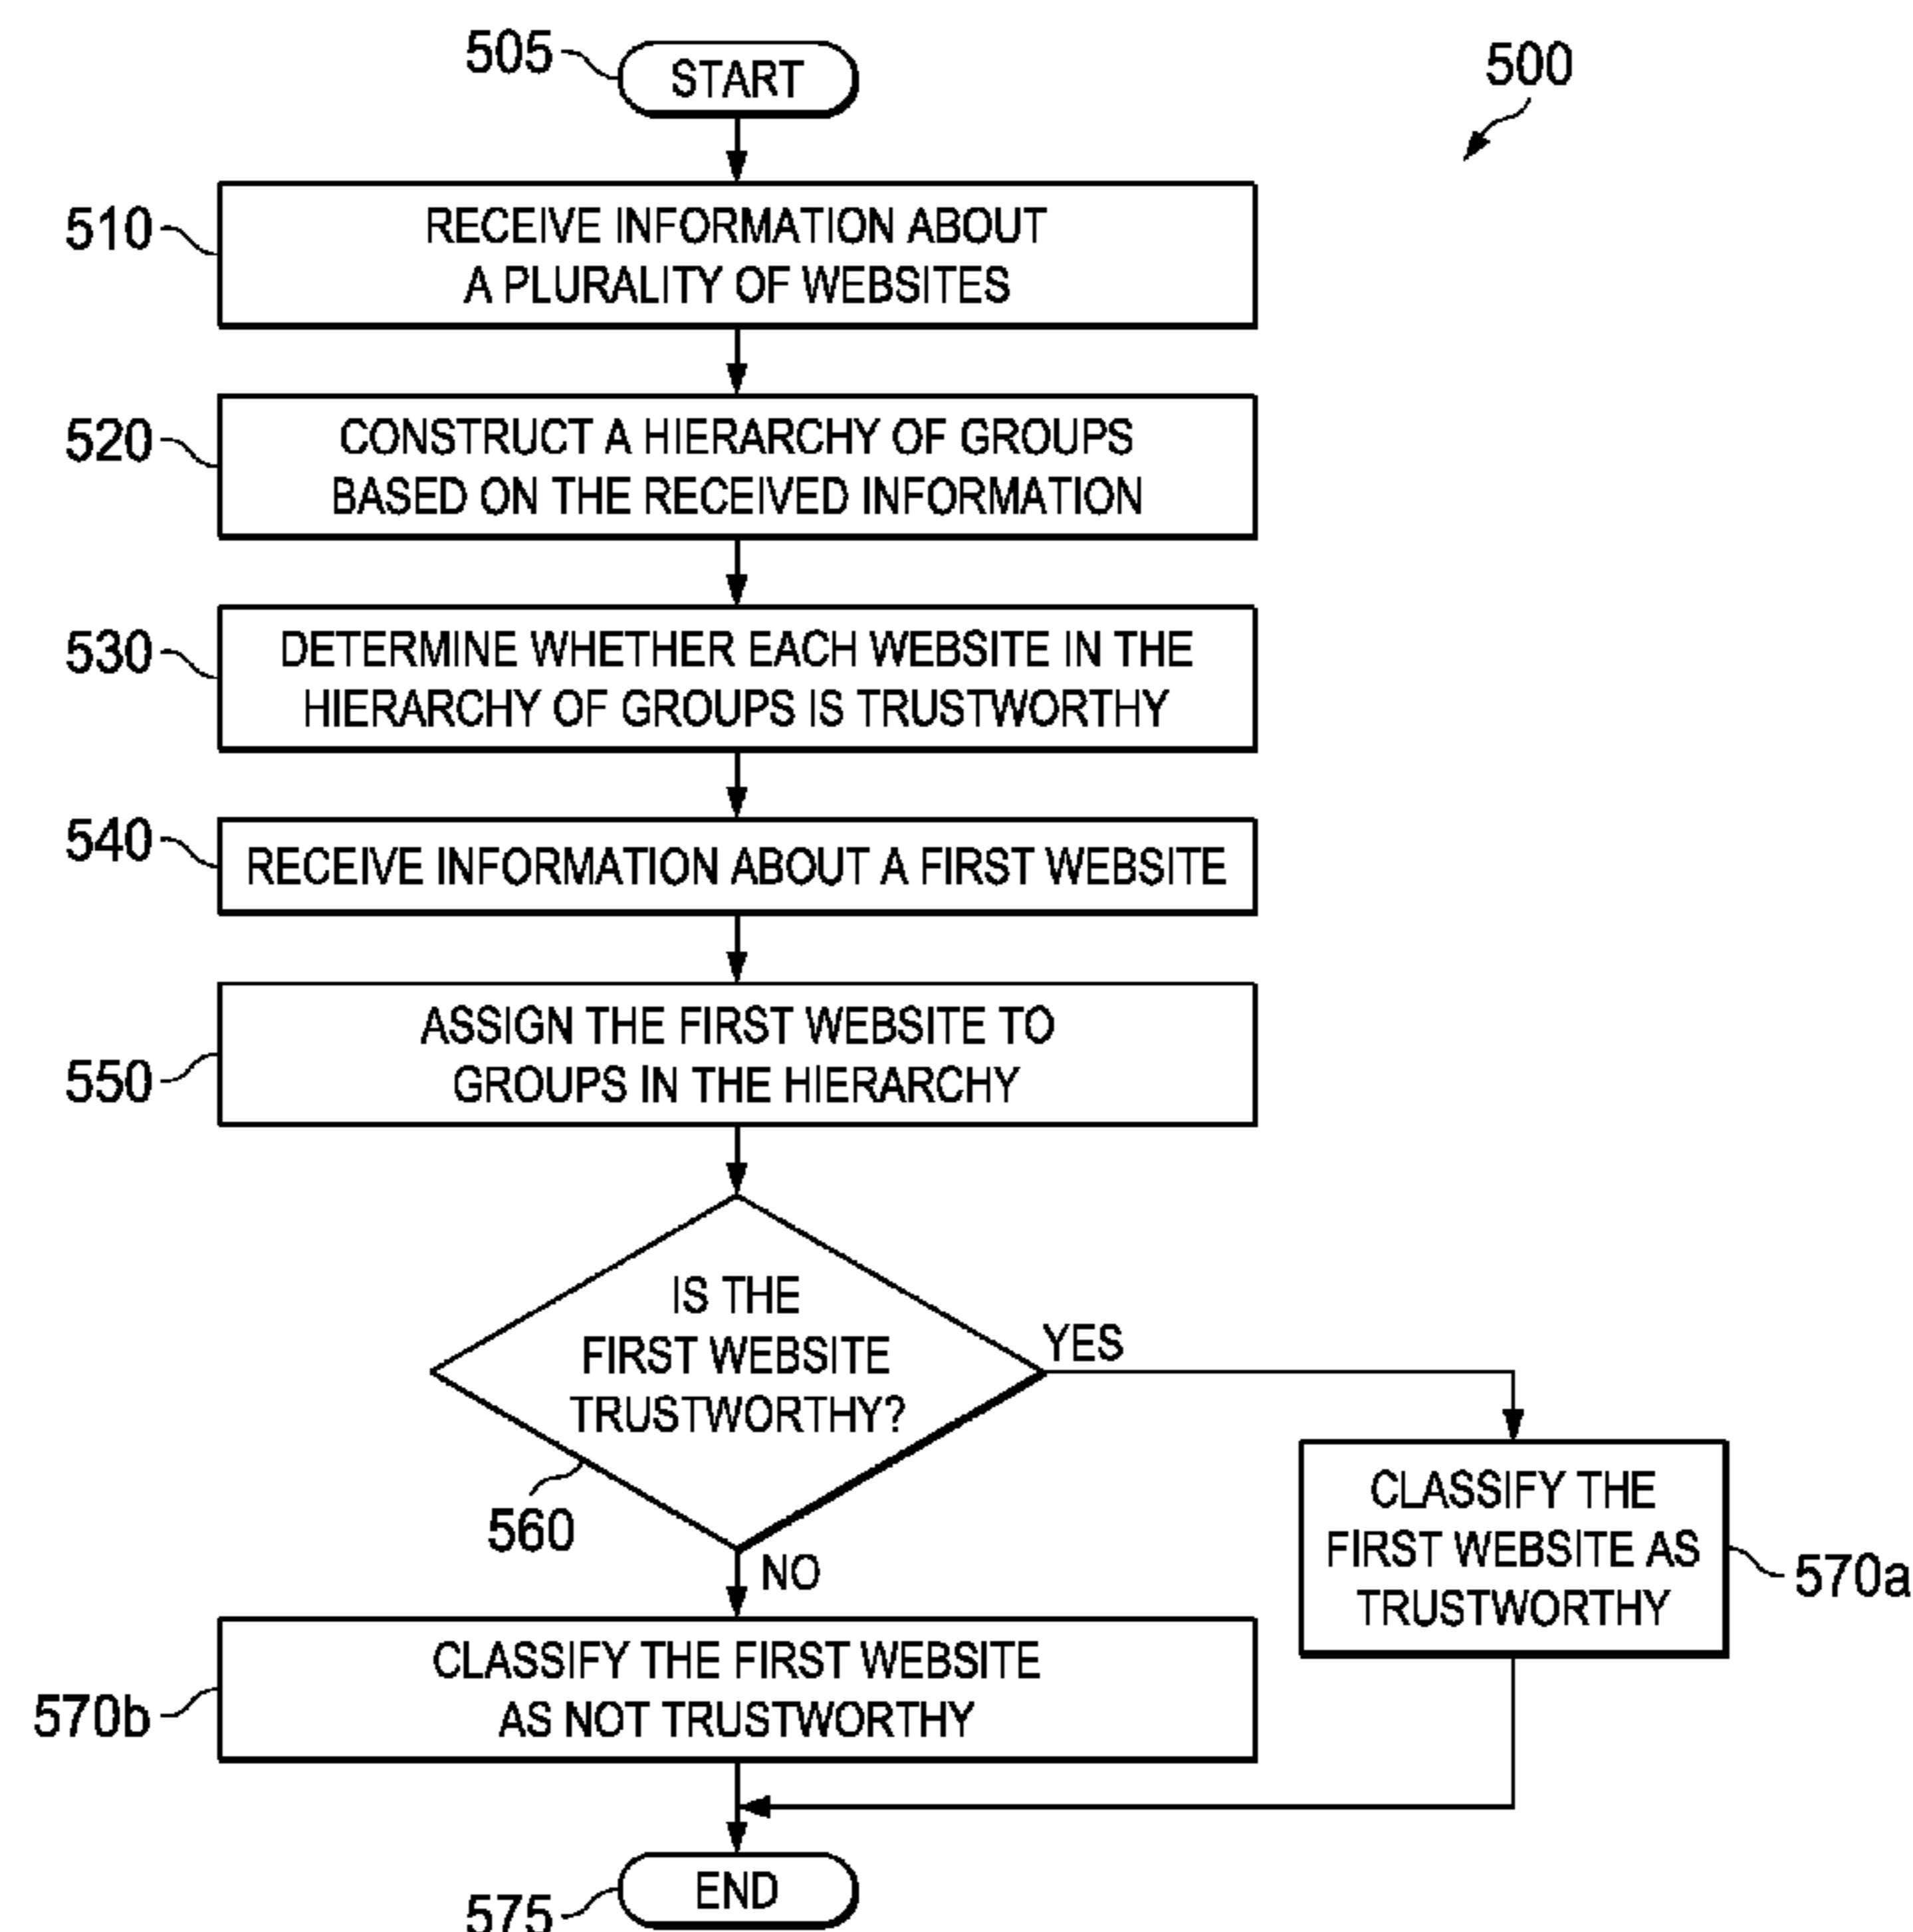 505
START
500
510
RECEIVE INFORMATION ABOUT
A PLURALITY OF WEBSITES
520
CONSTRUCT A HIERARCHY OF GROUPS
BASED ON THE RECEIVED INFORMATION
530
DETERMINE WHETHER EACH WEBSITE IN THE
HIERARCHY OF GROUPS IS TRUSTWORTHY
540
RECEIVE INFORMATION ABOUT A FIRST WEBSITE
550
ASSIGN THE FIRST WEBSITE TO
GROUPS IN THE HIERARCHY
IS THE
FIRST WEBSITE
TRUSTWORTHY?
560
YES
NO
CLASSIFY THE
FIRST WEBSITE AS
TRUSTWORTHY
570a
570b
CLASSIFY THE FIRST WEBSITE
AS NOT TRUSTWORTHY
END
575